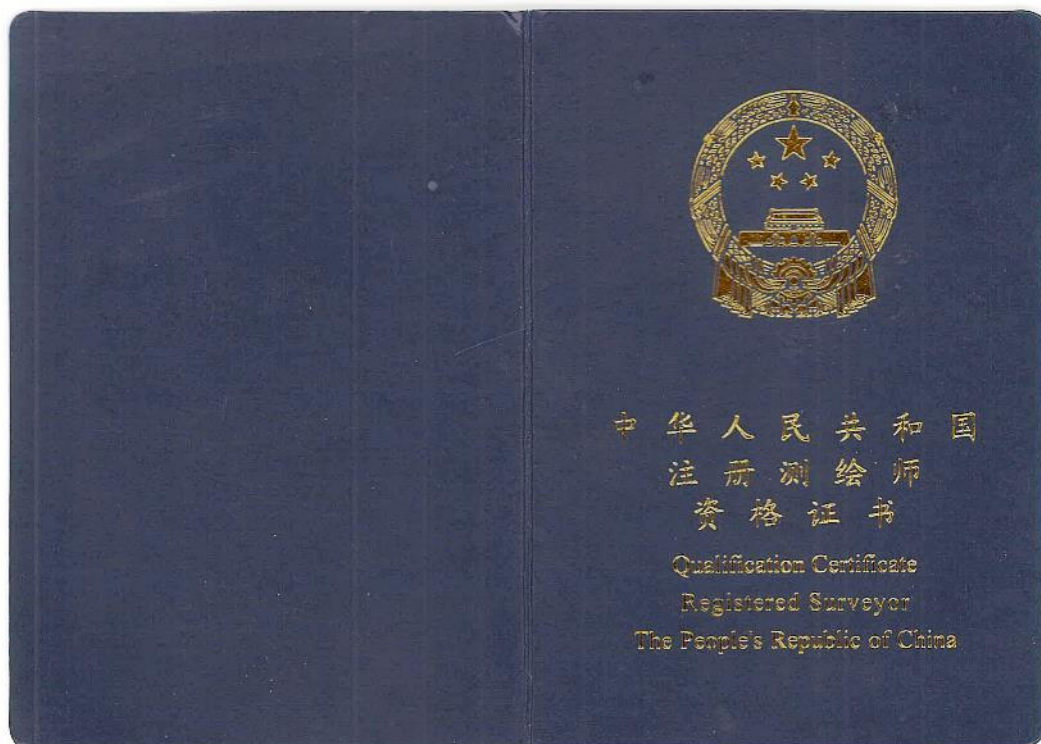 中华人民共和国
注册测绘师
资格证书
Qualification Certificate
Registered Surveyor
The People's Republic of China